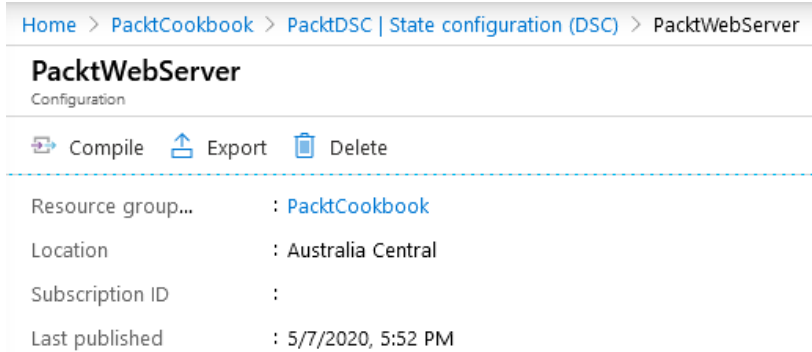 Home > PacktCookbook > PacktDSC | State configuration (DSC) > PacktWebServer
PacktWebServer
Configuration
Compile Export Delete
Resource group... : PacktCookbook
Location : Australia Central
Subscription ID :
Last published : 5/7/2020, 5:52 PM